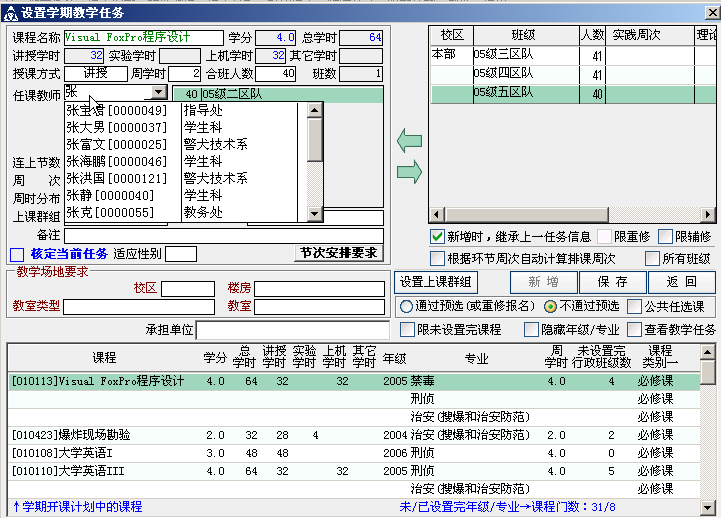 设置学期教学任务
课程名称 Visual FoxPro程序设计 学分 4.0 总学时 64
讲授学时 32 实验学时 上机学时 32 其它学时
授课方式 讲授 周学时 2 合班人数 40 班数 1
任课教师 张 40 05级二区队
张宝君[0000049] 指导处
张大男[0000037] 学生科
张富文[0000025] 警犬技术系
张海鹏[0000046] 学生科
张洪国[0000121] 警犬技术系
张静[0000040] 学生科
张克[0000055] 教务处
连上节数
周 次
周时分布
上课群组
备注
核定当前任务 适应性别 节次安排要求
教学场地要求
校区 楼房
教室类型 教室
承担单位
校区 班级 人数 实践周次 理论
本部 05级三区队 41
05级四区队 41
05级五区队 40
新增时，继承上一任务信息 限重修 限辅修
根据环节周次自动计算排课周次 所有班级
设置上课群组 新 增 保 存 返 回
通过预选(或重修报名) 不通过预选 公共任选课
限未设置完课程 隐藏年级/专业 查看教学任务
课程 学分 总学时 讲授学时 实验学时 上机学时 其它学时 年级 专业 周学时 未设置完行政班级数 课程类别一
[010113]Visual FoxPro程序设计 4.0 64 32 32 2005 禁毒 4.0 4 必修课
刑侦 必修课
治安(搜爆和治安防范) 必修课
[010423]爆炸现场勘验 2.0 32 28 4 2004 治安(搜爆和治安防范) 2.0 2 必修课
[010108]大学英语I 3.0 48 48 2006 刑侦 4.0 0 必修课
[010110]大学英语III 4.0 64 32 32 2005 刑侦 4.0 5 必修课
治安(搜爆和治安防范) 必修课
↑学期开课计划中的课程 未/已设置完年级/专业→课程门数：31/8